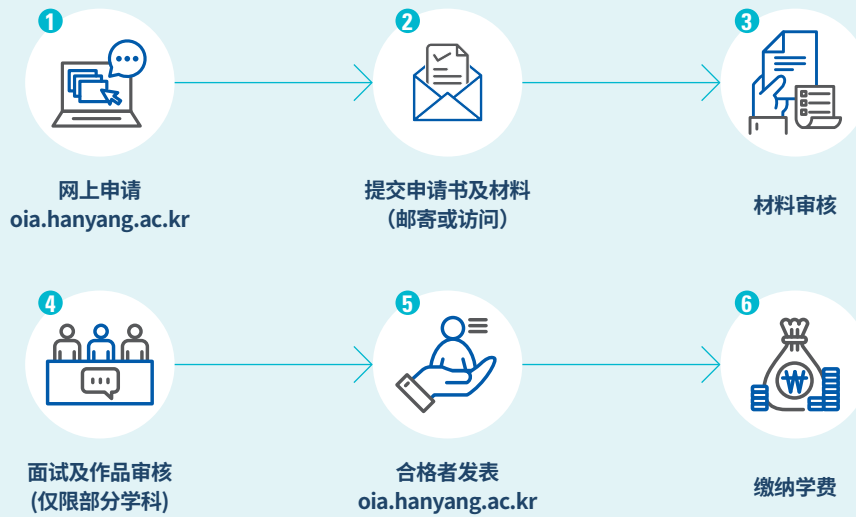 1
2
3
网上申请
oia.hanyang.ac.kr
提交申请书及材料
（邮寄或访问）
材料审核
4
5
6
面试及作品审核
(仅限部分学科)
合格者发表
oia.hanyang.ac.kr
缴纳学费